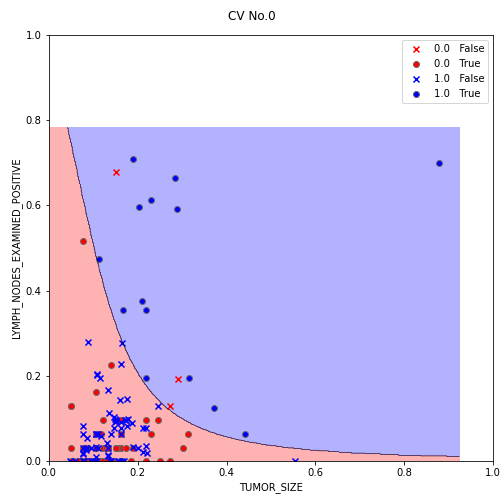 CV No.0
1.0
0.8
0.6
0.4
0.2
0.0
LYMPH_NODES_EXAMINED_POSITIVE
0.0 False
0.0 True
1.0 False
1.0 True
0.0 0.2 0.4 0.6 0.8 1.0
TUMOR_SIZE